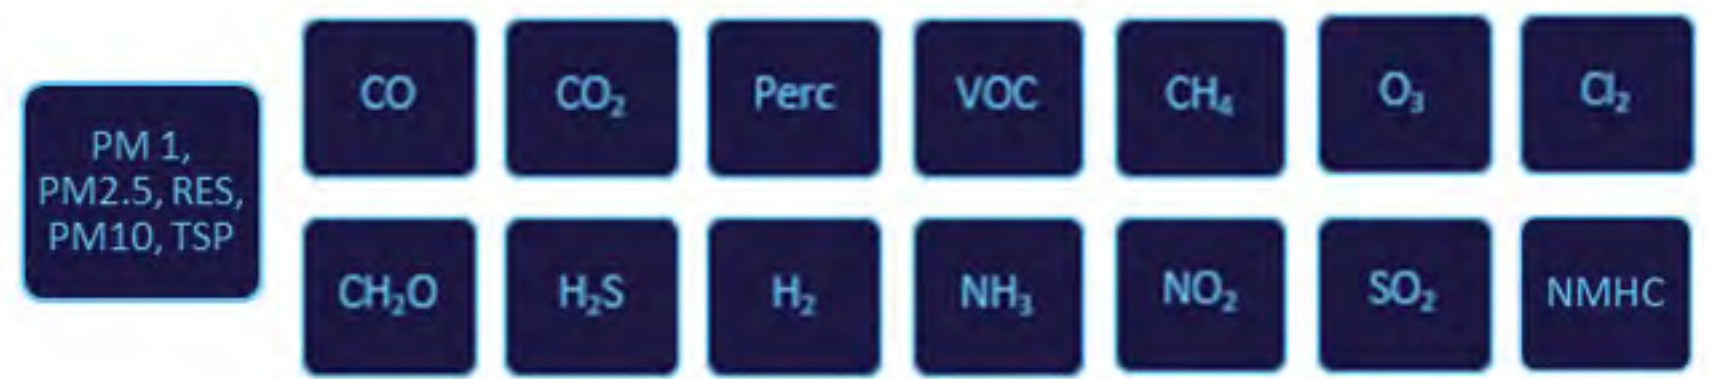 PM 1,
PM2.5, RES,
PM10, TSP
CO
CO₂
Perc
VOC
CH₄
O₃
Cl₂
CH₂O
H₂S
H₂
NH₃
NO₂
SO₂
NMHC